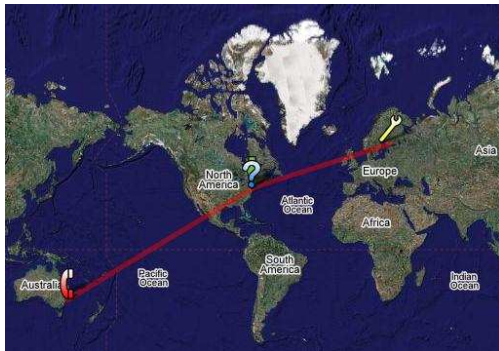 Asia
North
America
Europe
Atlantic
Ocean
Africa
South
America
Pacific
Ocean
Indian
Ocean
Australia